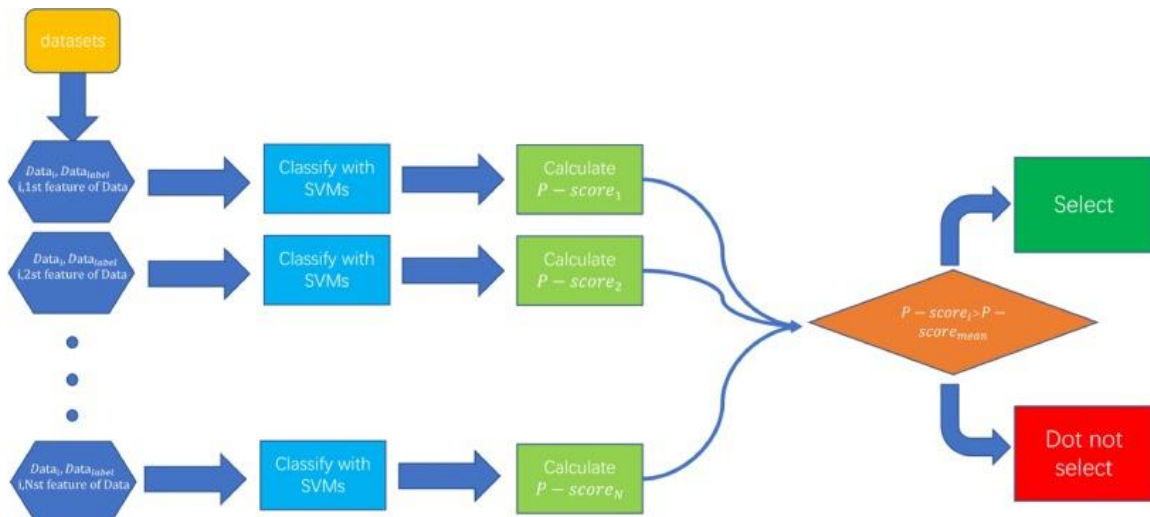 datasets
Data_i, Data_label
i,1st feature of Data
Classify with
SVMs
Calculate
P − score_1
Select
Data_i, Data_label
i,2st feature of Data
Classify with
SVMs
Calculate
P − score_2
P − score_i>P −
score_mean
Data_i, Data_label
i,Nst feature of Data
Classify with
SVMs
Calculate
P − score_N
Dot not
select